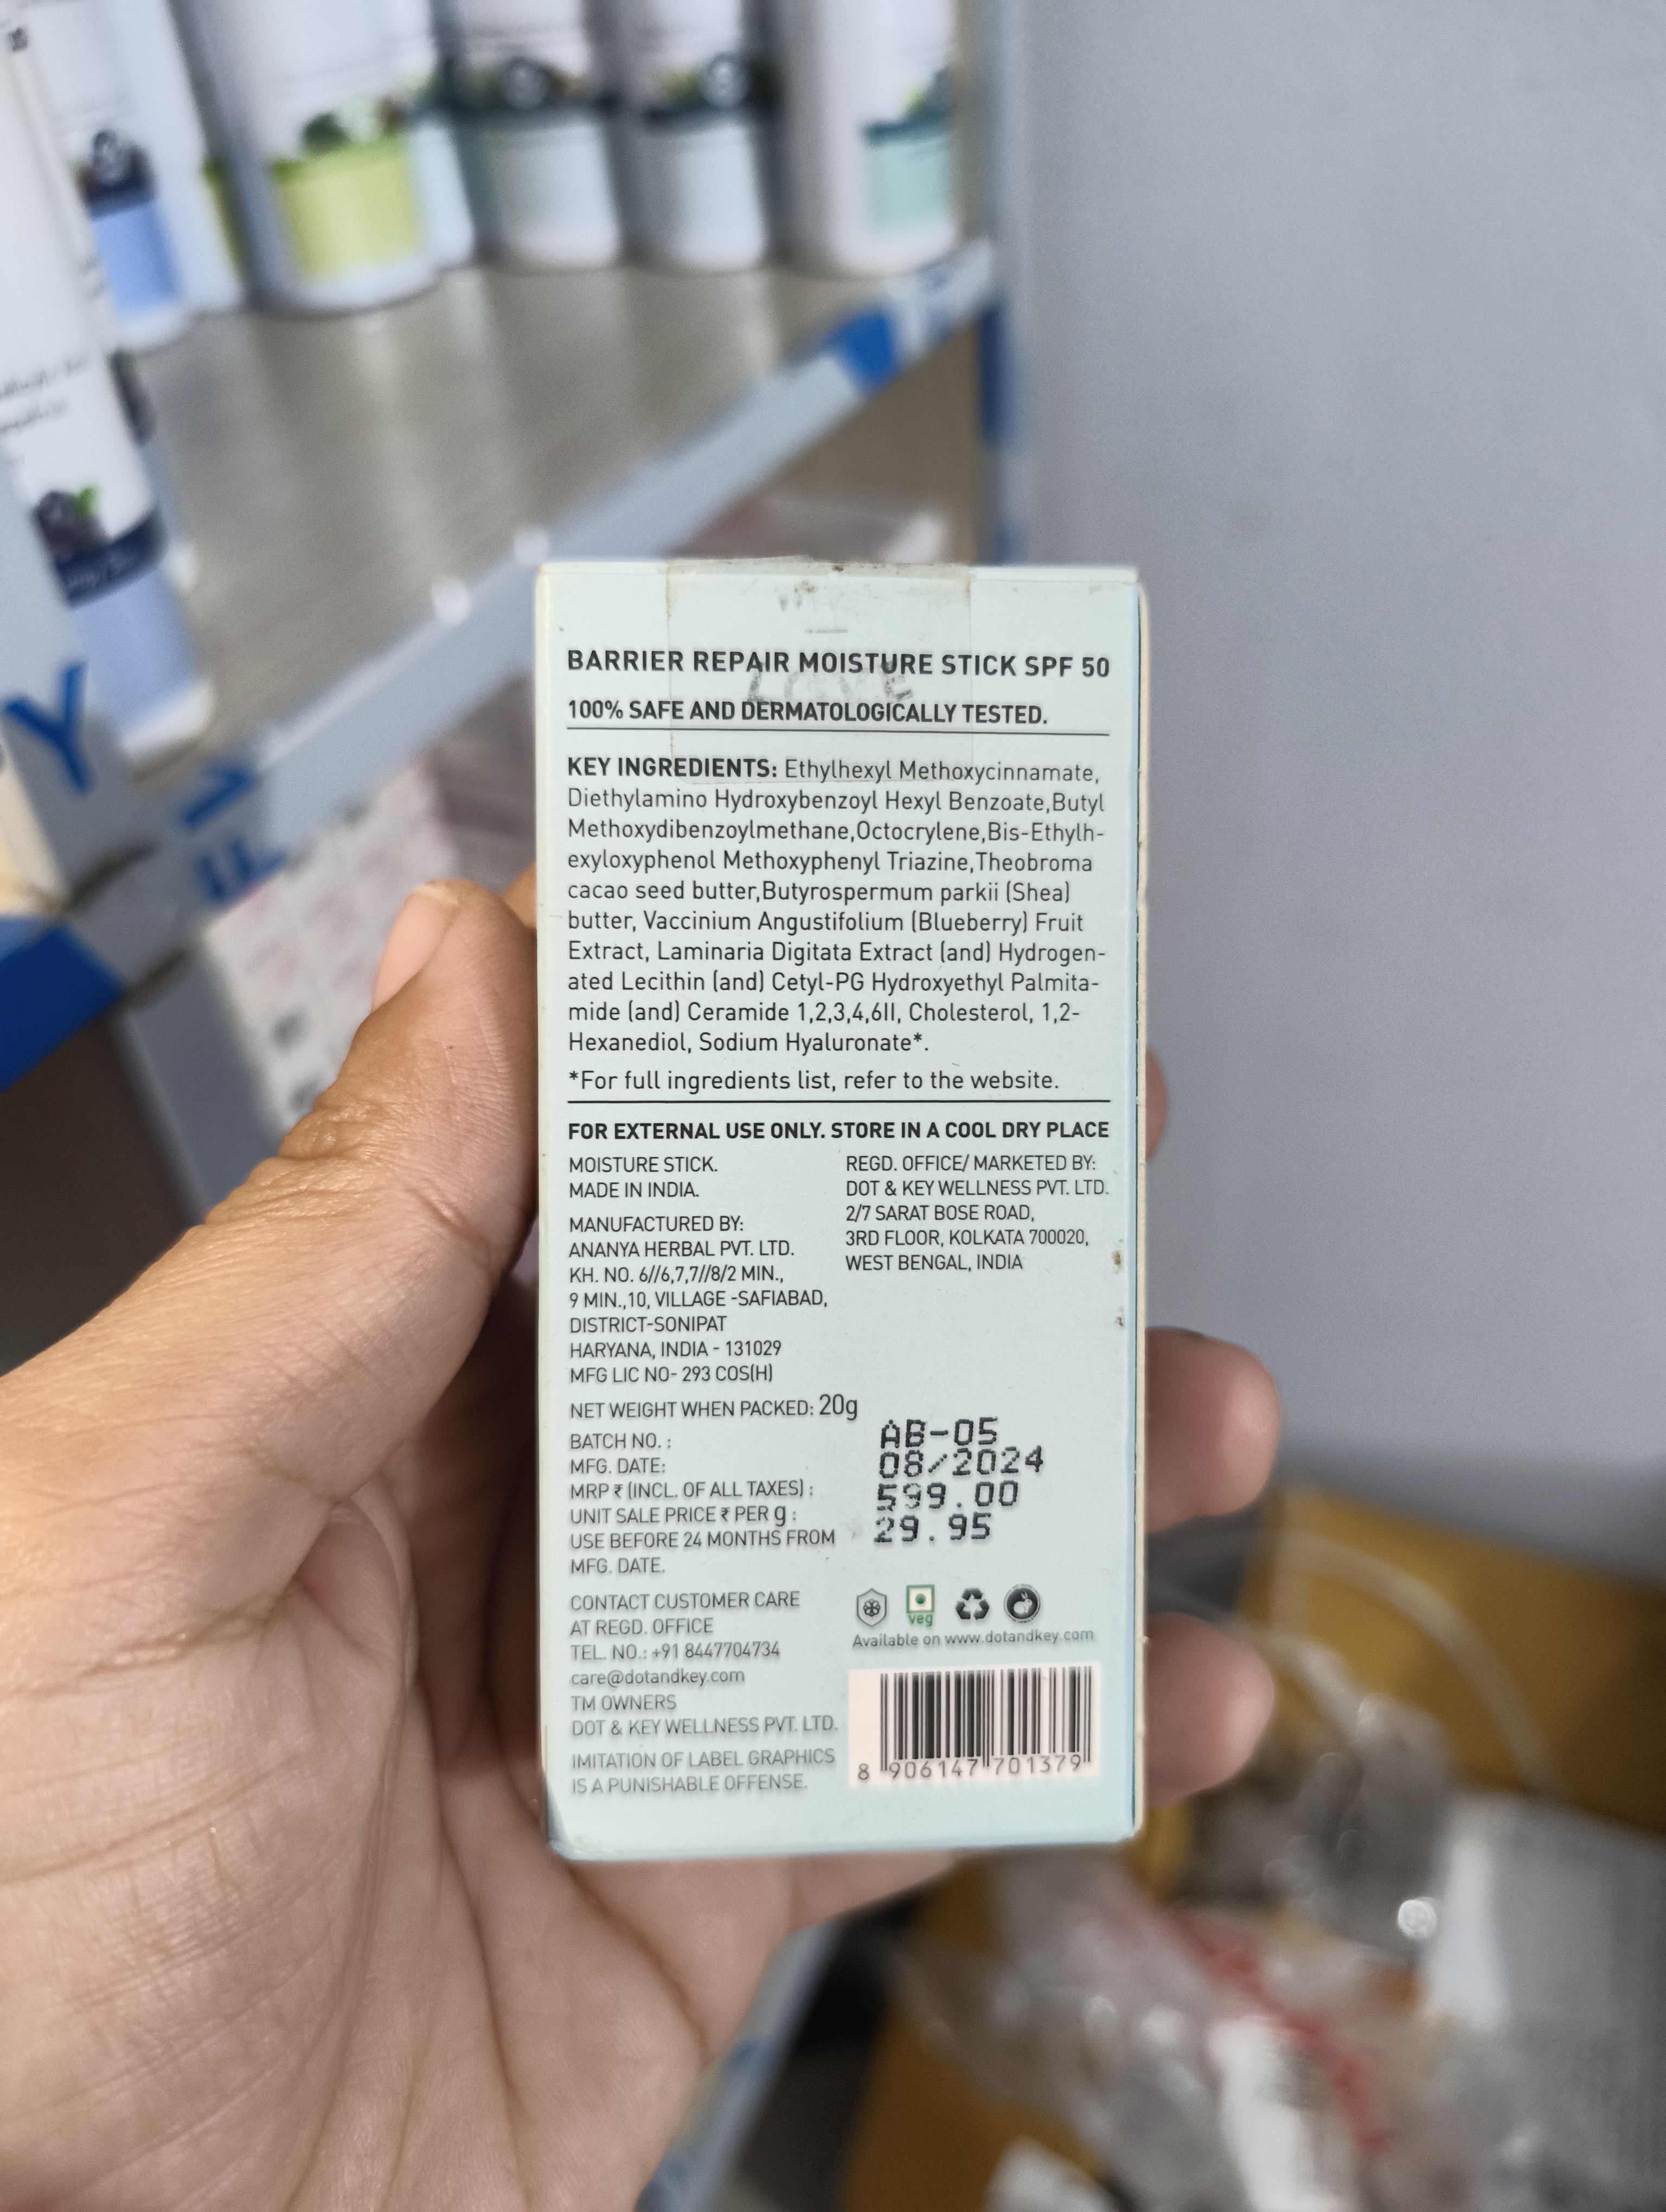 BARRIER REPAIR MOISTURE STICK SPF 50
100% SAFE AND DERMATOLOGICALLY TESTED.
KEY INGREDIENTS: Ethylhexyl Methoxycinnamate,
Diethylamino Hydroxybenzoyl Hexyl Benzoate,Butyl
Methoxydibenzoylmethane,Octocrylene,Bis-Ethylh-
exyloxyphenol Methoxyphenyl Triazine,Theobroma
cacao seed butter,Butyrospermum parkii (Shea)
butter, Vaccinium Angustifolium (Blueberry) Fruit
Extract, Laminaria Digitata Extract (and) Hydrogen-
ated Lecithin (and) Cetyl-PG Hydroxyethyl Palmita-
mide (and) Ceramide 1,2,3,4,6II, Cholesterol, 1,2-
Hexanediol, Sodium Hyaluronate*.
*For full ingredients list, refer to the website.
FOR EXTERNAL USE ONLY. STORE IN A COOL DRY PLACE
MOISTURE STICK.
MADE IN INDIA.
MANUFACTURED BY:
ANANYA HERBAL PVT. LTD.
KH. NO. 6//6,7,7//8/2 MIN.,
9 MIN.,10, VILLAGE -SAFIABAD,
DISTRICT-SONIPAT
HARYANA, INDIA - 131029
MFG LIC NO- 293 COS(H)
REGD. OFFICE/ MARKETED BY:
DOT & KEY WELLNESS PVT. LTD.
2/7 SARAT BOSE ROAD,
3RD FLOOR, KOLKATA 700020,
WEST BENGAL, INDIA
NET WEIGHT WHEN PACKED: 20g
BATCH NO. : AB-05
MFG. DATE: 08/2024
MRP ₹ (INCL. OF ALL TAXES) : 599.00
UNIT SALE PRICE ₹ PER g : 29.95
USE BEFORE 24 MONTHS FROM
MFG. DATE.
CONTACT CUSTOMER CARE
AT REGD. OFFICE
TEL. NO.: +91 8447704734
care@dotandkey.com
TM OWNERS
DOT & KEY WELLNESS PVT. LTD.
IMITATION OF LABEL GRAPHICS
IS A PUNISHABLE OFFENSE.
veg
Available on www.dotandkey.com
8 906147 701379